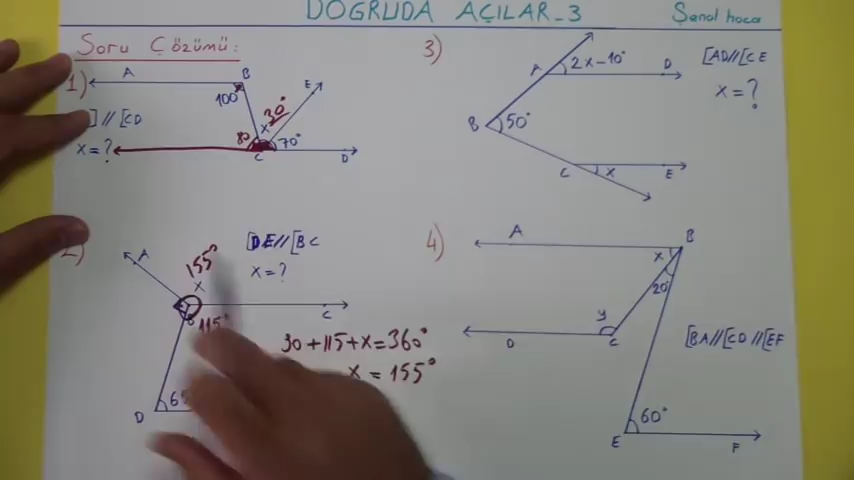 DOĞRUDA AÇILAR_3
Şenol hoca
Soru Çözümü:
1)
A
B
E
100°
30°
x
80
70°
C
D
] // [CD
x = ?
A
155°
x
[DE//[BC
x = ?
B
C
115°
30+115+x=360°
x = 155°
65
D
3)
A
2x-10°
D
[AD//[CE
x = ?
B
50°
C
x
E
4)
A
B
x
20°
y
D
C
[BA//[CD//[EF
60°
E
F